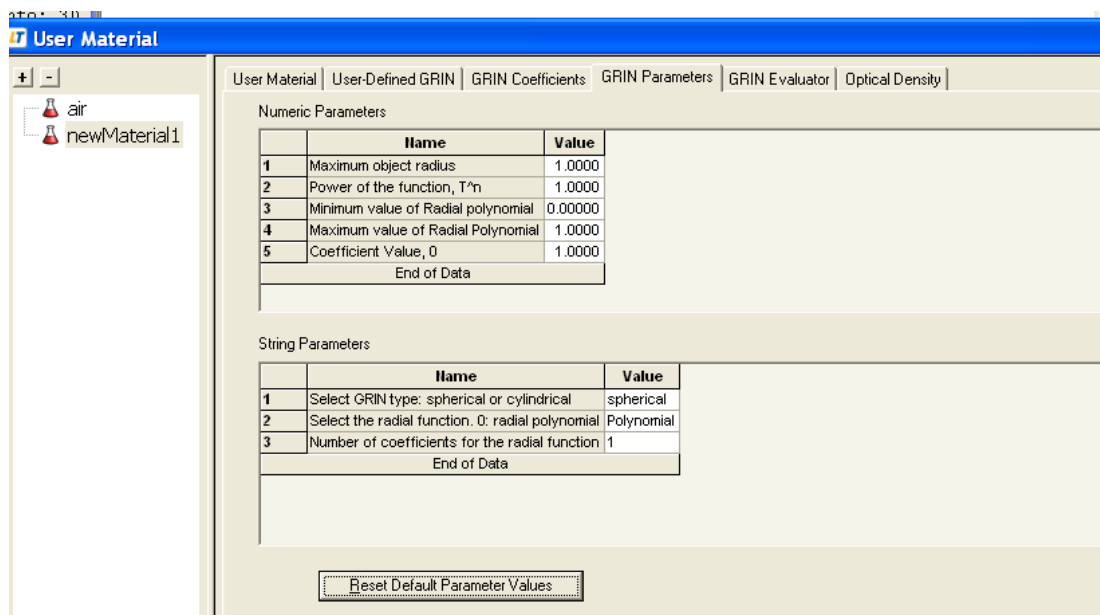 User Material
+ -
air
newMaterial1
User Material User-Defined GRIN GRIN Coefficients GRIN Parameters GRIN Evaluator Optical Density
Numeric Parameters
Name Value
1 Maximum object radius 1.0000
2 Power of the function, T^n 1.0000
3 Minimum value of Radial polynomial 0.00000
4 Maximum value of Radial Polynomial 1.0000
5 Coefficient Value, 0 1.0000
End of Data
String Parameters
Name Value
1 Select GRIN type: spherical or cylindrical spherical
2 Select the radial function. 0: radial polynomial Polynomial
3 Number of coefficients for the radial function 1
End of Data
Reset Default Parameter Values